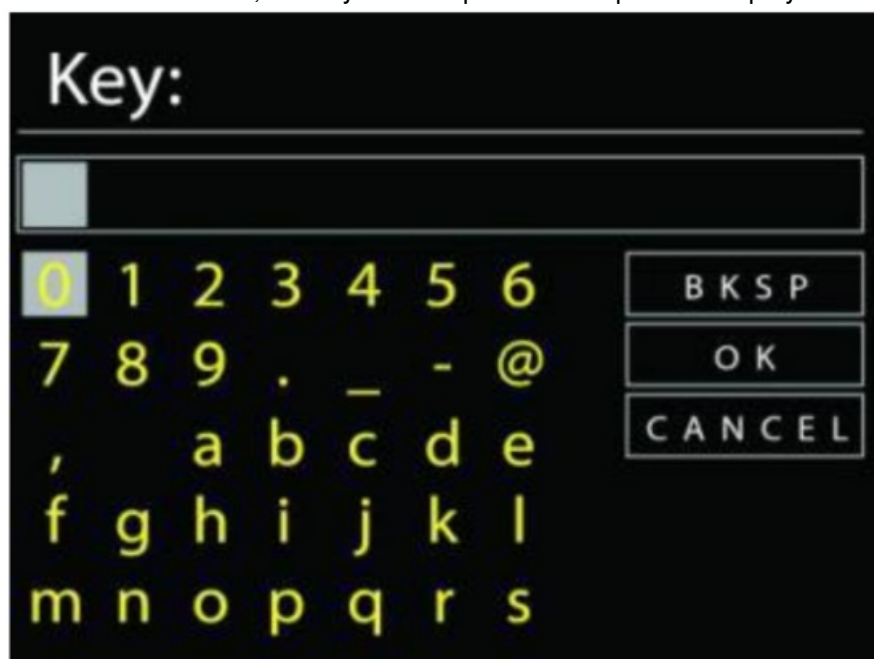 Key:
0 1 2 3 4 5 6
BKSP
7 8 9 . _ - @
OK
, a b c d e
CANCEL
f g h i j k l
m n o p q r s